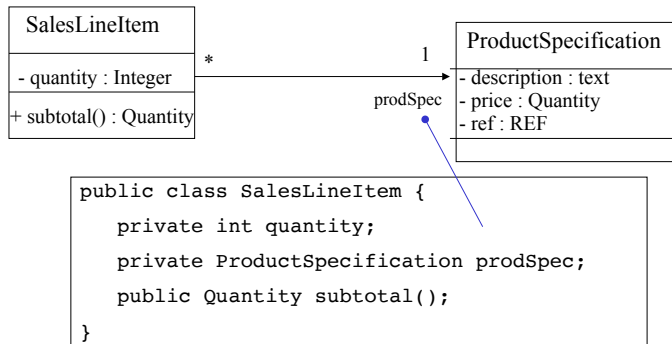 SalesLineItem
- quantity : Integer
+ subtotal() : Quantity
*
1
prodSpec
ProductSpecification
- description : text
- price : Quantity
- ref : REF
public class SalesLineItem {
private int quantity;
private ProductSpecification prodSpec;
public Quantity subtotal();
}